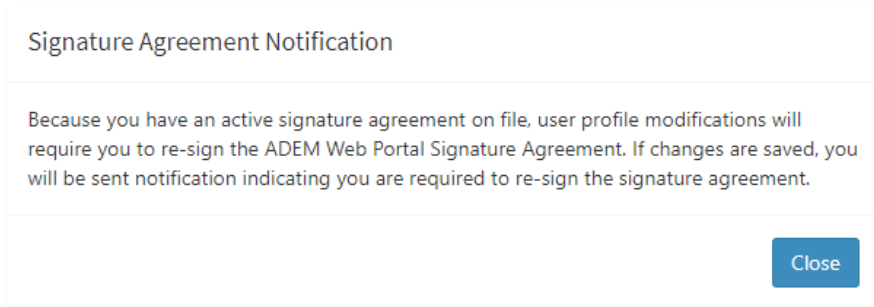 Signature Agreement Notification
Because you have an active signature agreement on file, user profile modifications will
require you to re-sign the ADEM Web Portal Signature Agreement. If changes are saved, you
will be sent notification indicating you are required to re-sign the signature agreement.
Close